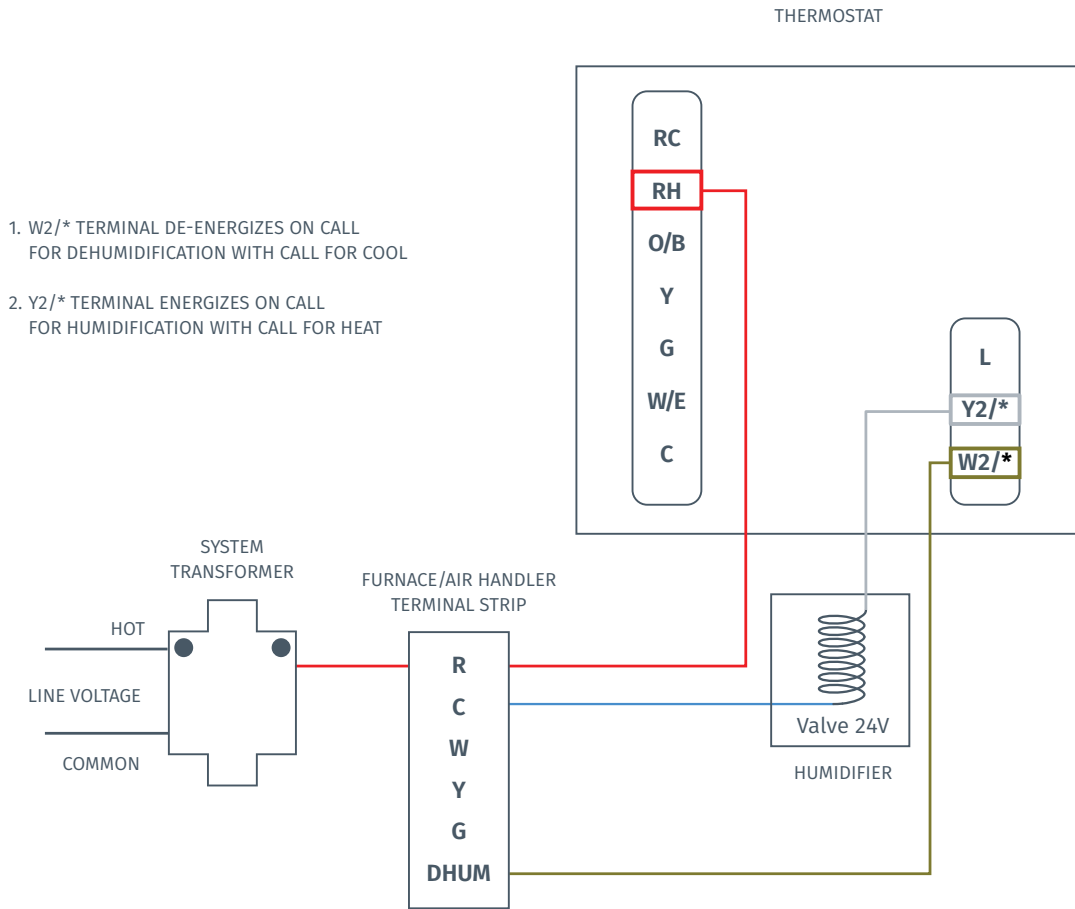 THERMOSTAT
RC
RH
O/B
Y
G
W/E
C
L
Y2/*
W2/*
1. W2/* TERMINAL DE-ENERGIZES ON CALL
FOR DEHUMIDIFICATION WITH CALL FOR COOL
2. Y2/* TERMINAL ENERGIZES ON CALL
FOR HUMIDIFICATION WITH CALL FOR HEAT
SYSTEM
TRANSFORMER
HOT
LINE VOLTAGE
COMMON
FURNACE/AIR HANDLER
TERMINAL STRIP
R
C
W
Y
G
DHUM
Valve 24V
HUMIDIFIER